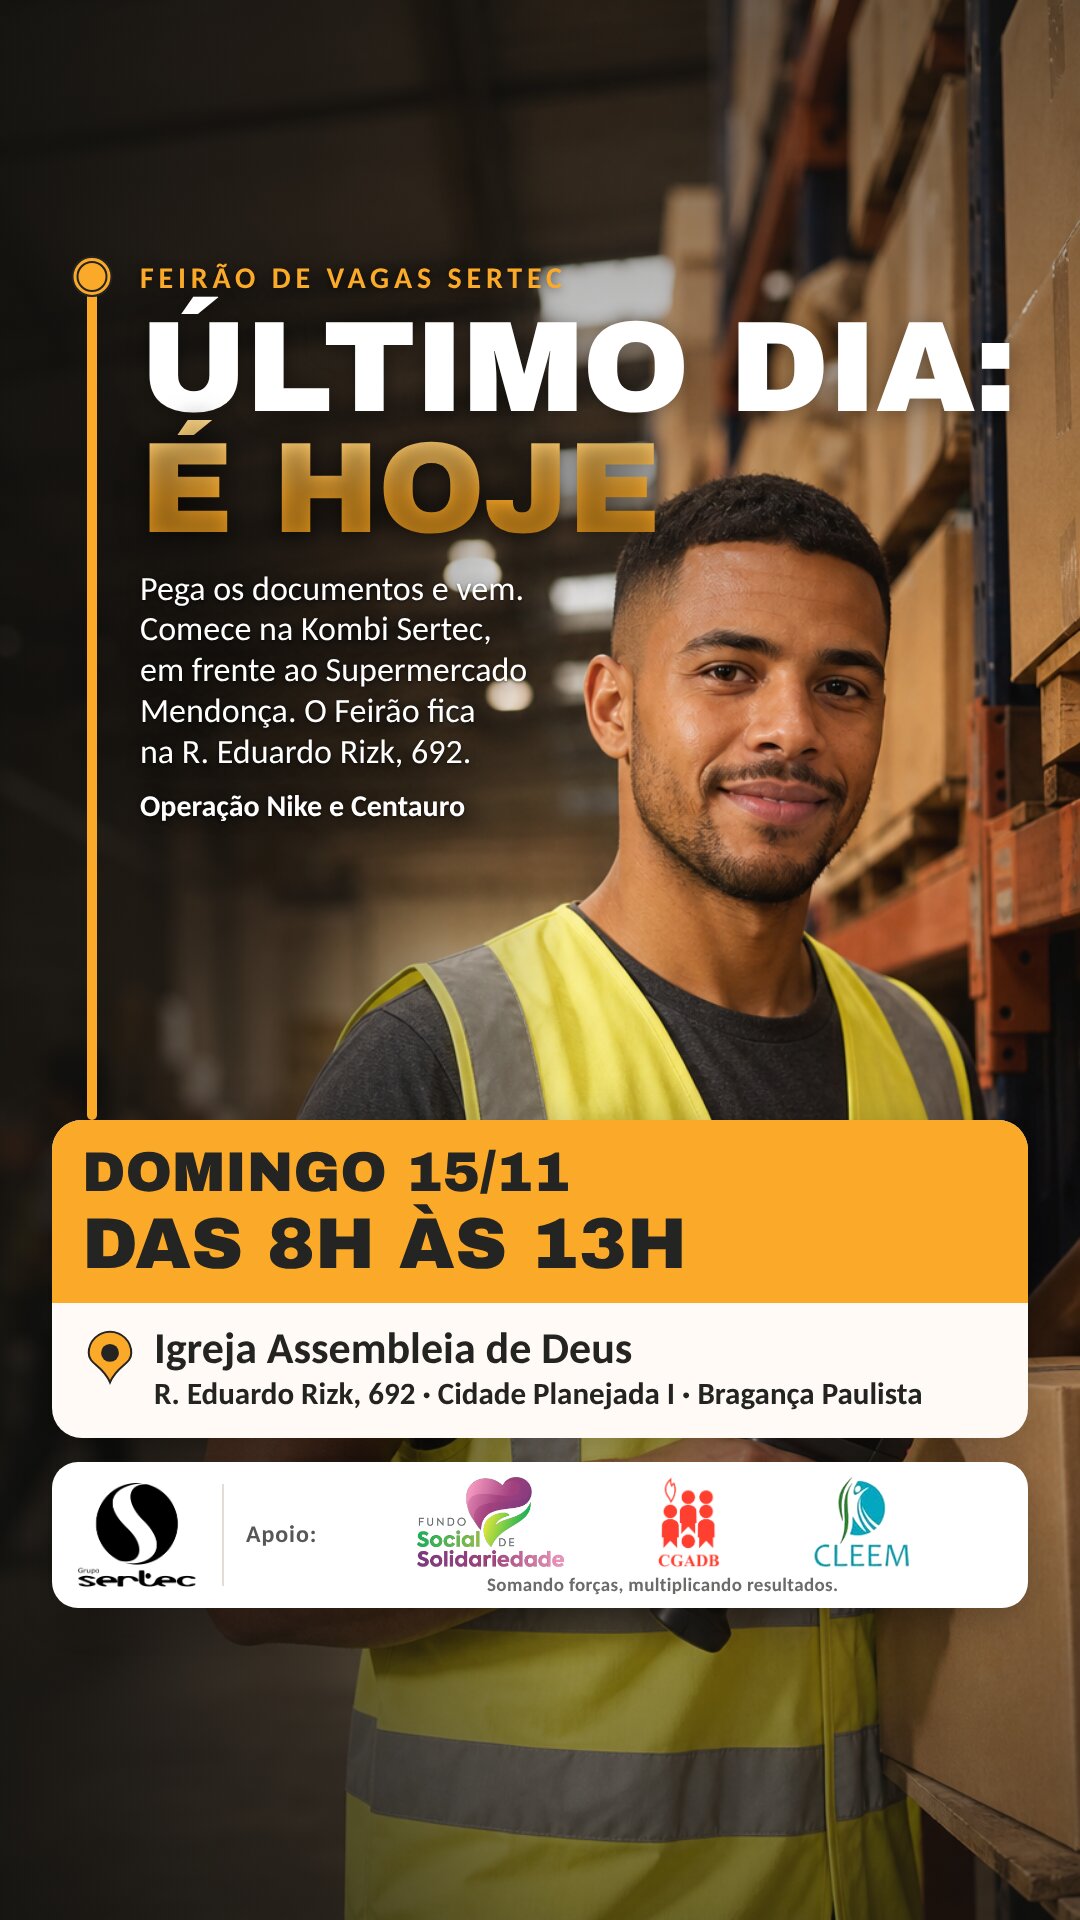 FEIRÃO DE VAGAS SERTEC
ÚLTIMO DIA:
É HOJE
Pega os documentos e vem.
Comece na Kombi Sertec,
em frente ao Supermercado
Mendonça. O Feirão fica
na R. Eduardo Rizk, 692.
Operação Nike e Centauro
DOMINGO 15/11
DAS 8H ÀS 13H
Igreja Assembleia de Deus
R. Eduardo Rizk, 692 · Cidade Planejada I · Bragança Paulista
Grupo
sertec
Apoio:
FUNDO
Social DE
Solidariedade
CGADB
CLEEM
Somando forças, multiplicando resultados.